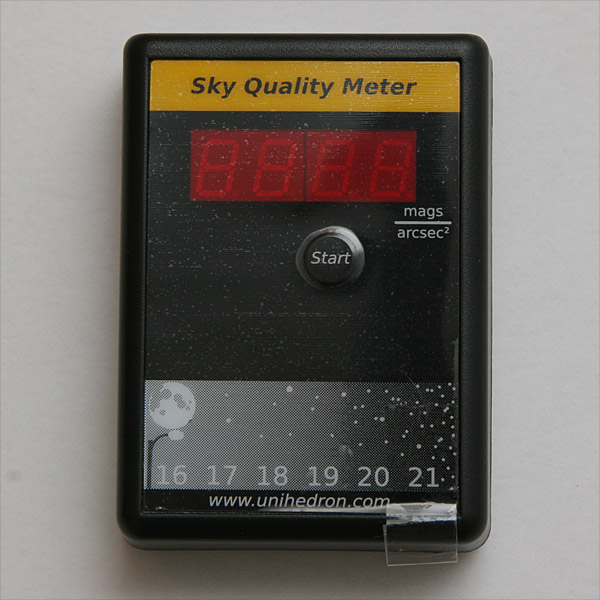 Sky Quality Meter
mags
arcsec²
Start
16 17 18 19 20 21
www.unihedron.com